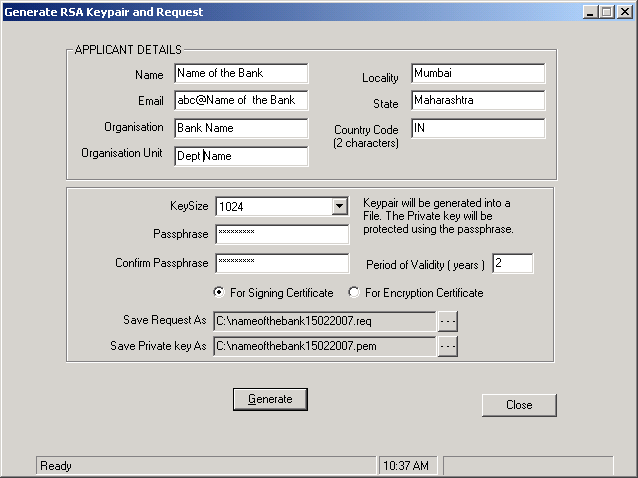 Generate RSA Keypair and Request
APPLICANT DETAILS
Name Name of the Bank
Email abc@Name of the Bank
Organisation Bank Name
Organisation Unit Dept Name
Locality Mumbai
State Maharashtra
Country Code IN
(2 characters)
KeySize 1024
Passphrase *********
Confirm Passphrase *********
Keypair will be generated into a
File. The Private key will be
protected using the passphrase.
Period of Validity ( years ) 2
For Signing Certificate For Encryption Certificate
Save Request As C:\nameofthebank15022007.req ...
Save Private key As C:\nameofthebank15022007.pem ...
Generate Close
Ready 10:37 AM